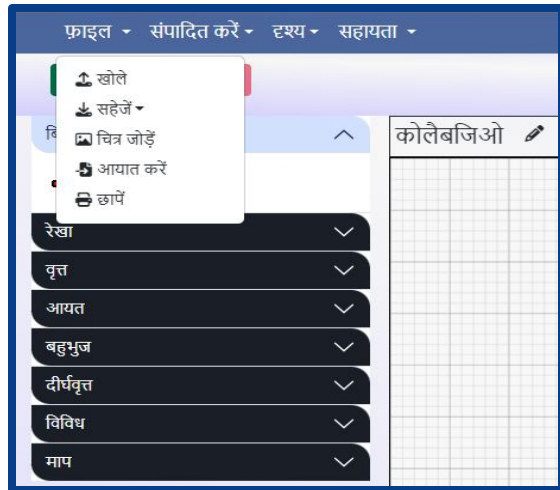 फ़ाइल संपादित करें दृश्य सहायता
खोले
सहेजें
चित्र जोड़ें
आयात करें
छापें
कोलैबजिओ
रेखा
वृत्त
आयत
बहुभुज
दीर्घवृत्त
विविध
माप